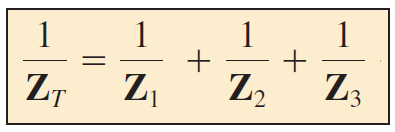 1/Z_T = 1/Z_1 + 1/Z_2 + 1/Z_3